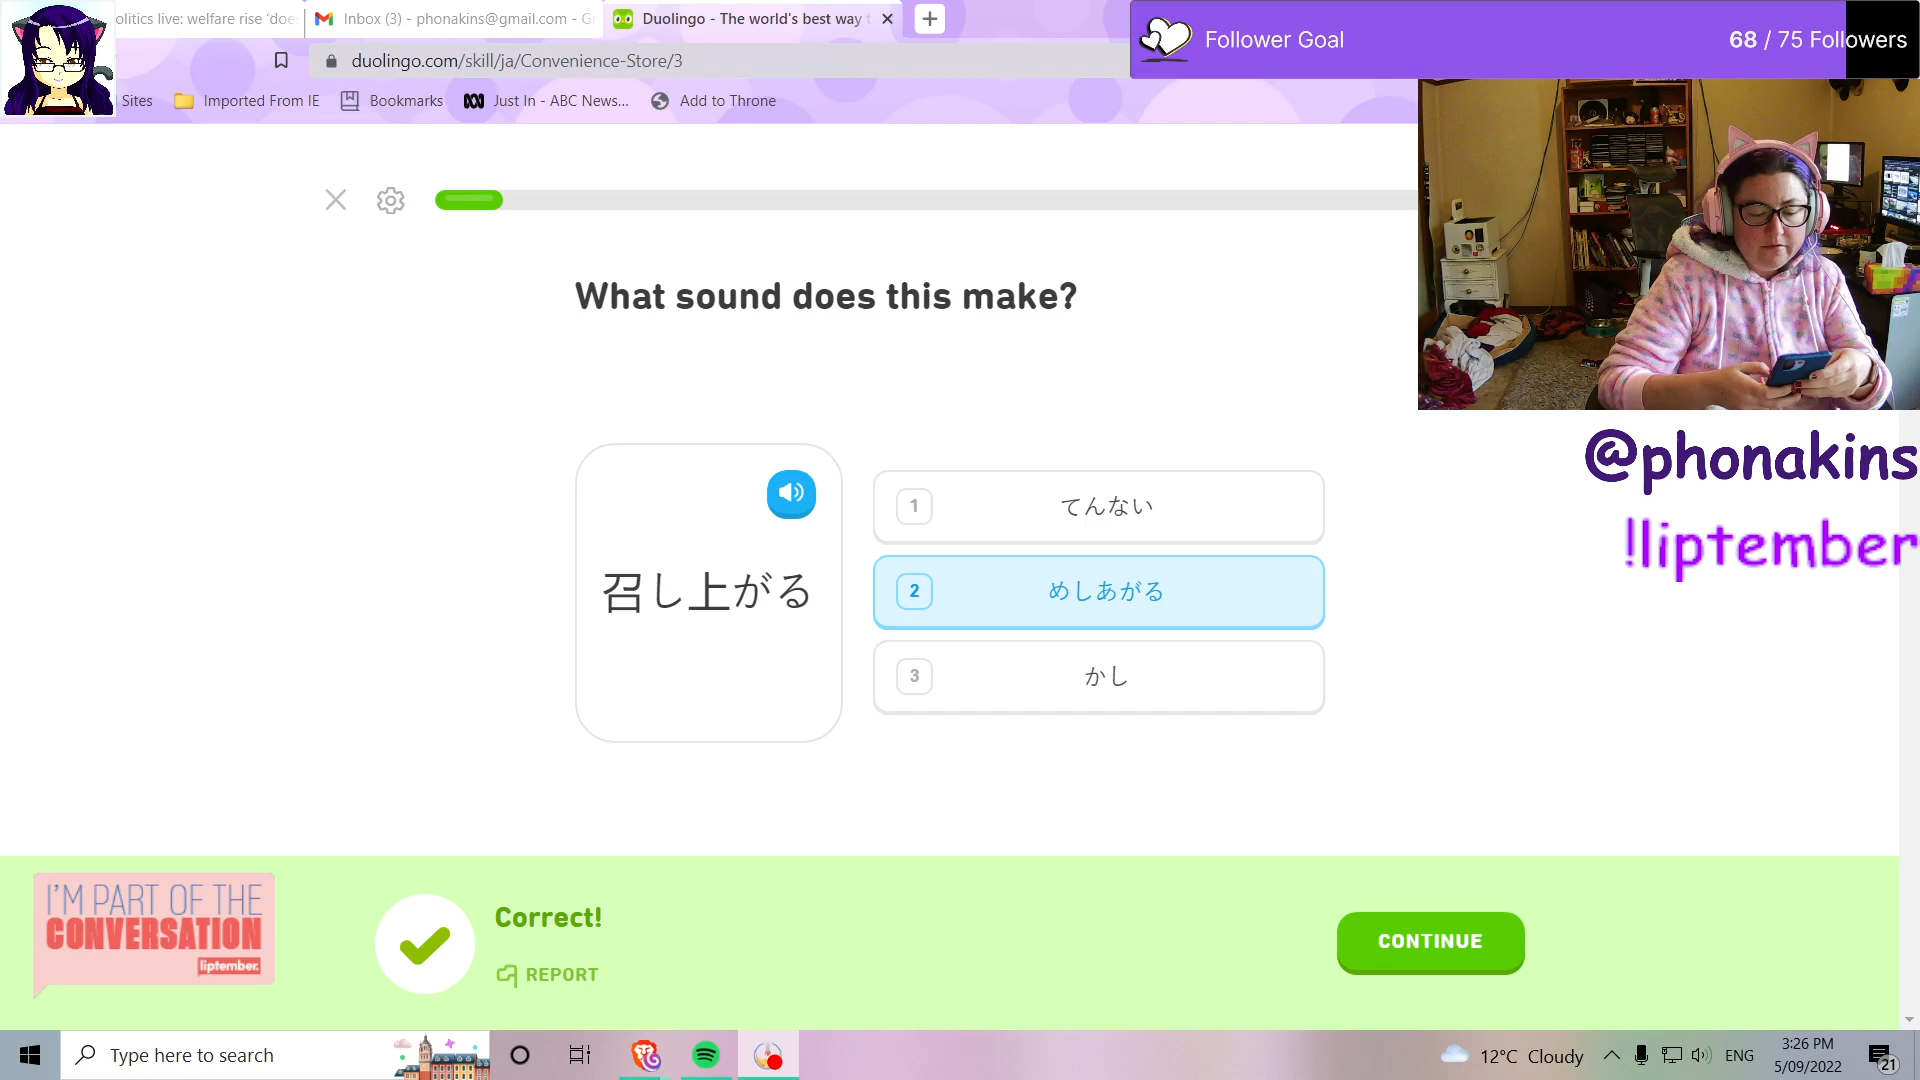 olitics live: welfare rise 'doe
Inbox (3) - phonakins@gmail.com - Gr
Duolingo - The world's best way t
Follower Goal
68 / 75 Followers
duolingo.com/skill/ja/Convenience-Store/3
Sites
Imported From IE
Bookmarks
Just In - ABC News...
Add to Throne
What sound does this make?
召し上がる
1 てんない
2 めしあがる
3 かし
@phonakins
!liptember
I'M PART OF THE
CONVERSATION
liptember.
Correct!
REPORT
CONTINUE
Type here to search
12°C Cloudy
ENG
3:26 PM
5/09/2022
21